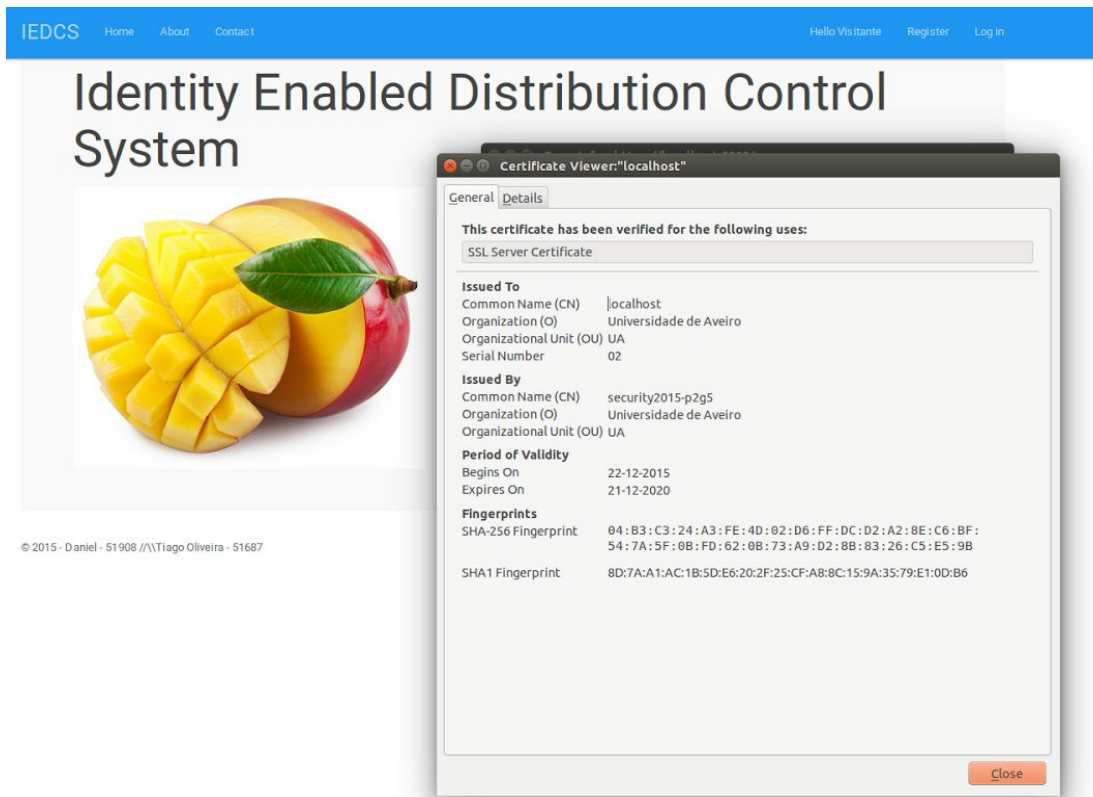 IEDCS Home About Contact Hello Visitante Register Log in
Identity Enabled Distribution Control
System
Certificate Viewer:"localhost"
General Details
This certificate has been verified for the following uses:
SSL Server Certificate
Issued To
Common Name (CN) localhost
Organization (O) Universidade de Aveiro
Organizational Unit (OU) UA
Serial Number 02
Issued By
Common Name (CN) security2015-p2g5
Organization (O) Universidade de Aveiro
Organizational Unit (OU) UA
Period of Validity
Begins On 22-12-2015
Expires On 21-12-2020
Fingerprints
SHA-256 Fingerprint 04:B3:C3:24:A3:FE:4D:02:D6:FF:DC:D2:A2:8E:C6:BF:
54:7A:5F:0B:FD:62:0B:73:A9:D2:8B:83:26:C5:E5:9B
SHA1 Fingerprint 8D:7A:A1:AC:1B:5D:E6:20:2F:25:CF:A8:8C:15:9A:35:79:E1:0D:B6
Close
© 2015 - Daniel - 51908 //\\Tiago Oliveira - 51687